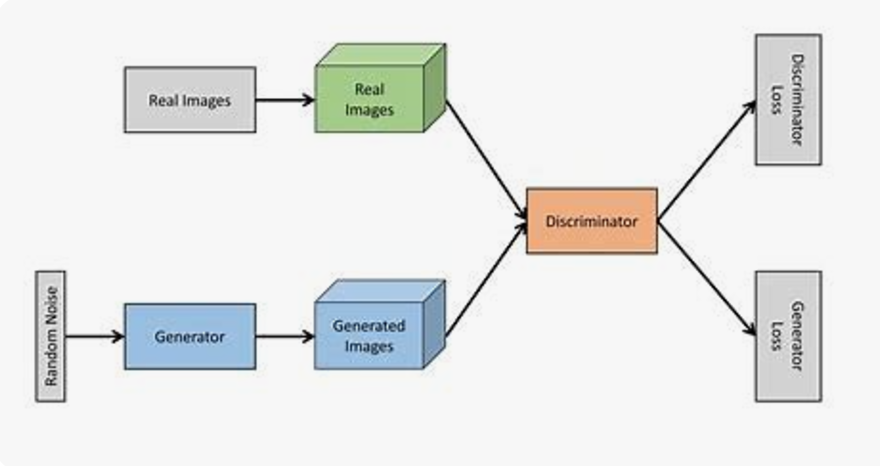 Real Images
Real
Images
Discriminator
Loss
Discriminator
Random Noise
Generator
Generated
Images
Generator
Loss